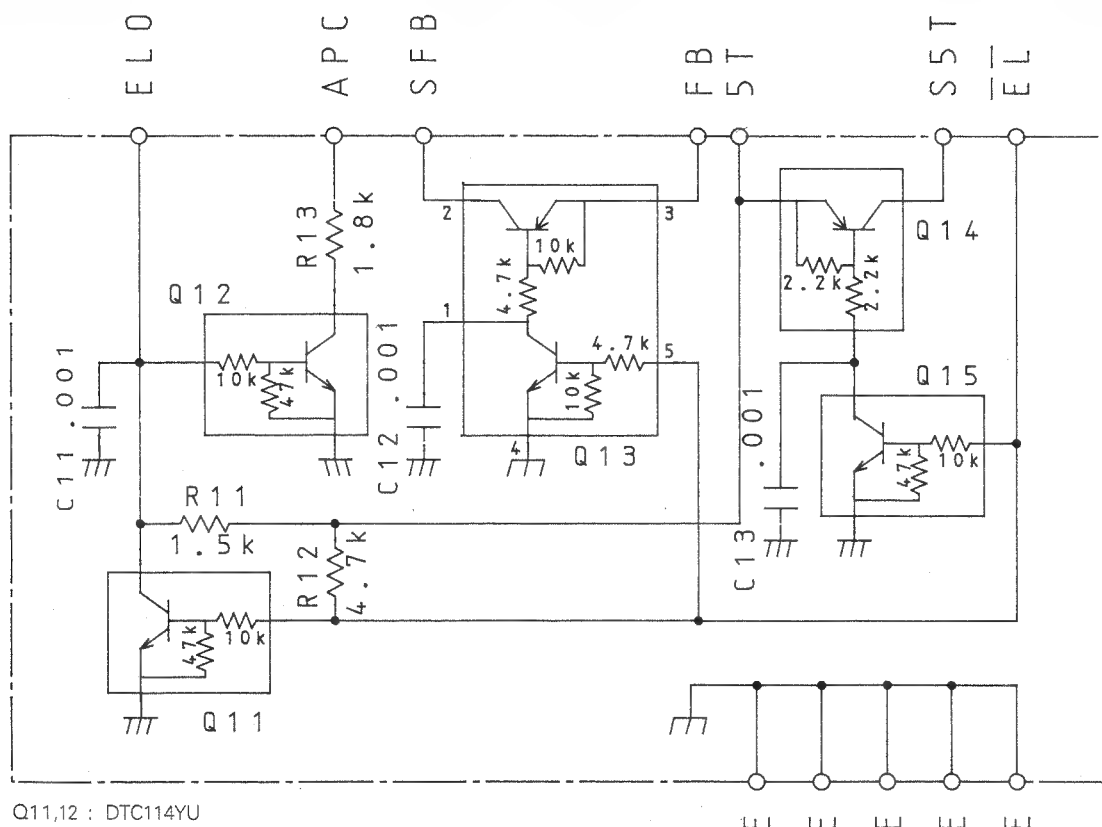 ELO
APC
SFB
FB
5T
S5T
EL
R13
1.8k
2
3
10k
4.7k
Q14
2.2k
2.2k
Q12
1
C11 .001
10k
47k
C12 .001
4.7k
5
10k
4
Q13
Q15
47k
10k
C13 .001
R11
1.5k
R12
4.7k
47k
10k
Q11
Q11,12 : DTC114YU